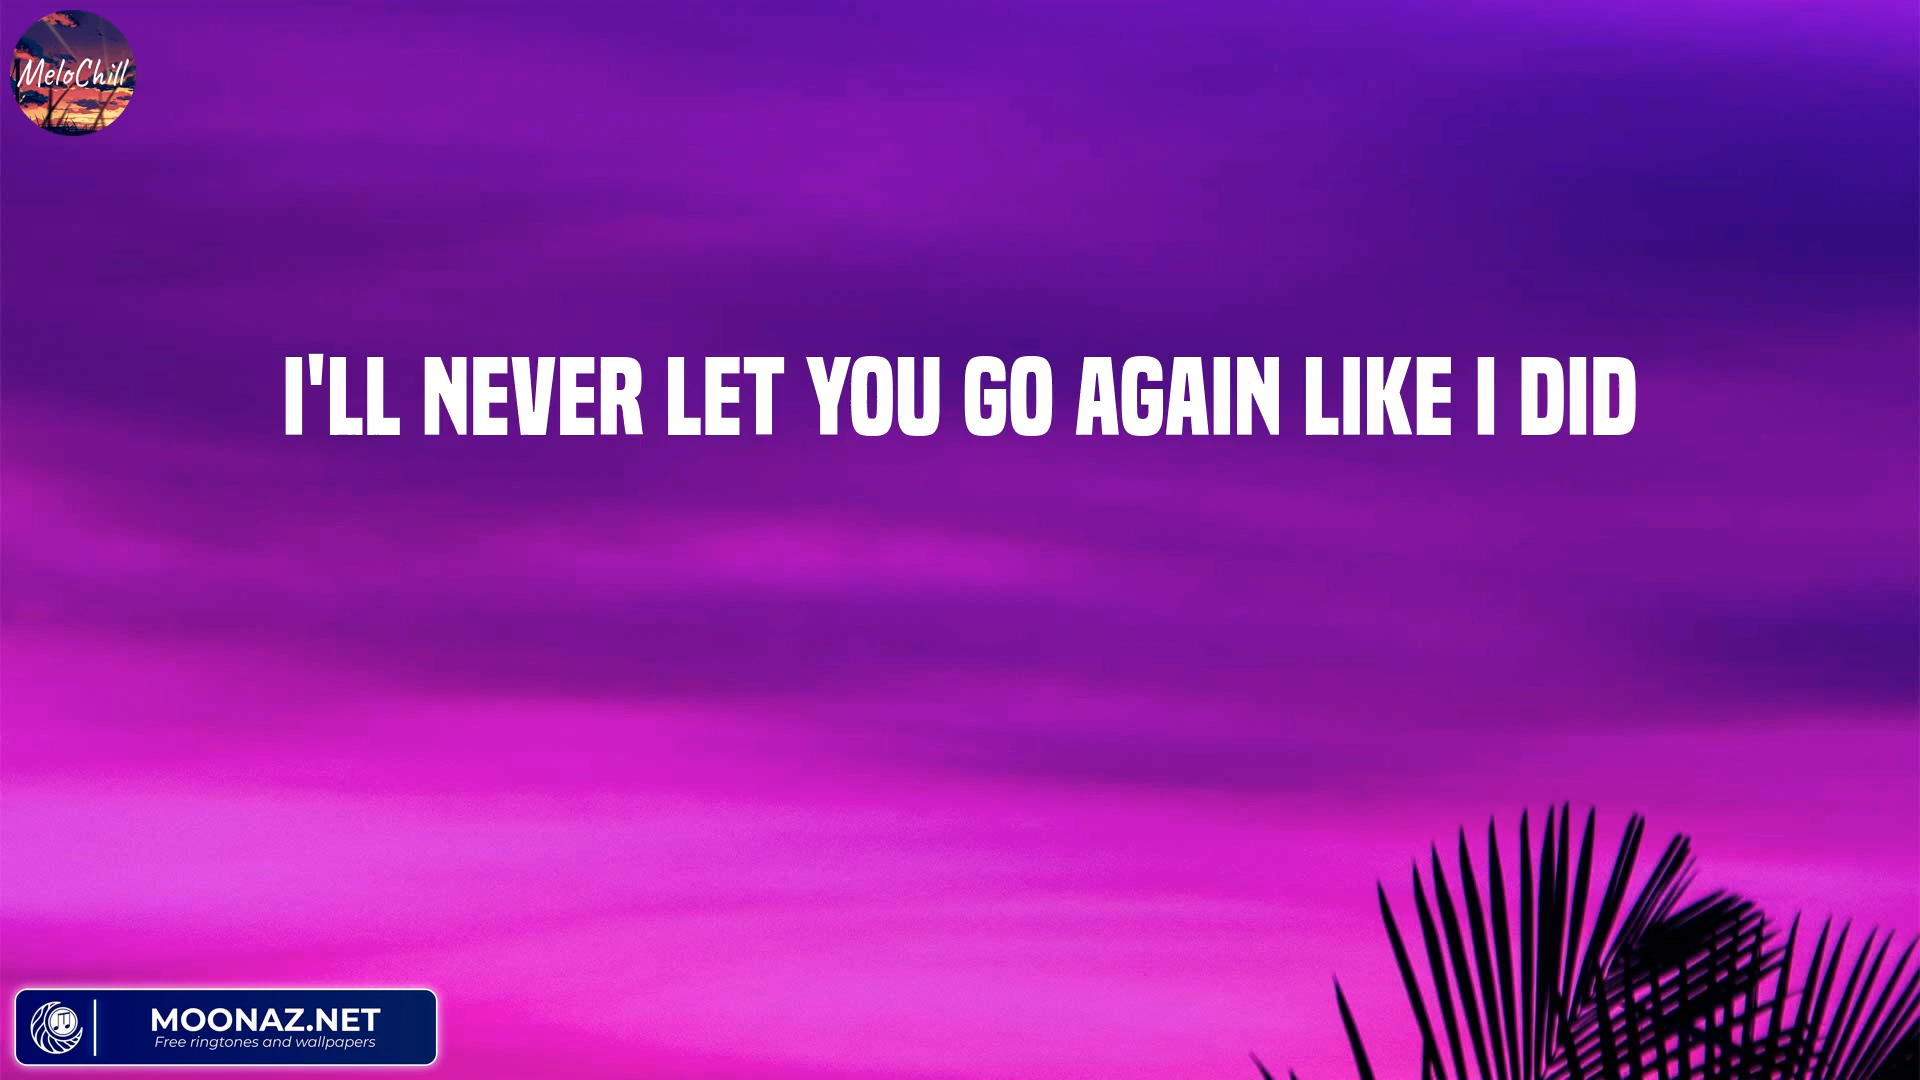 MeloChill
I'LL NEVER LET YOU GO AGAIN LIKE I DID
MOONAZ.NET
Free ringtones and wallpapers